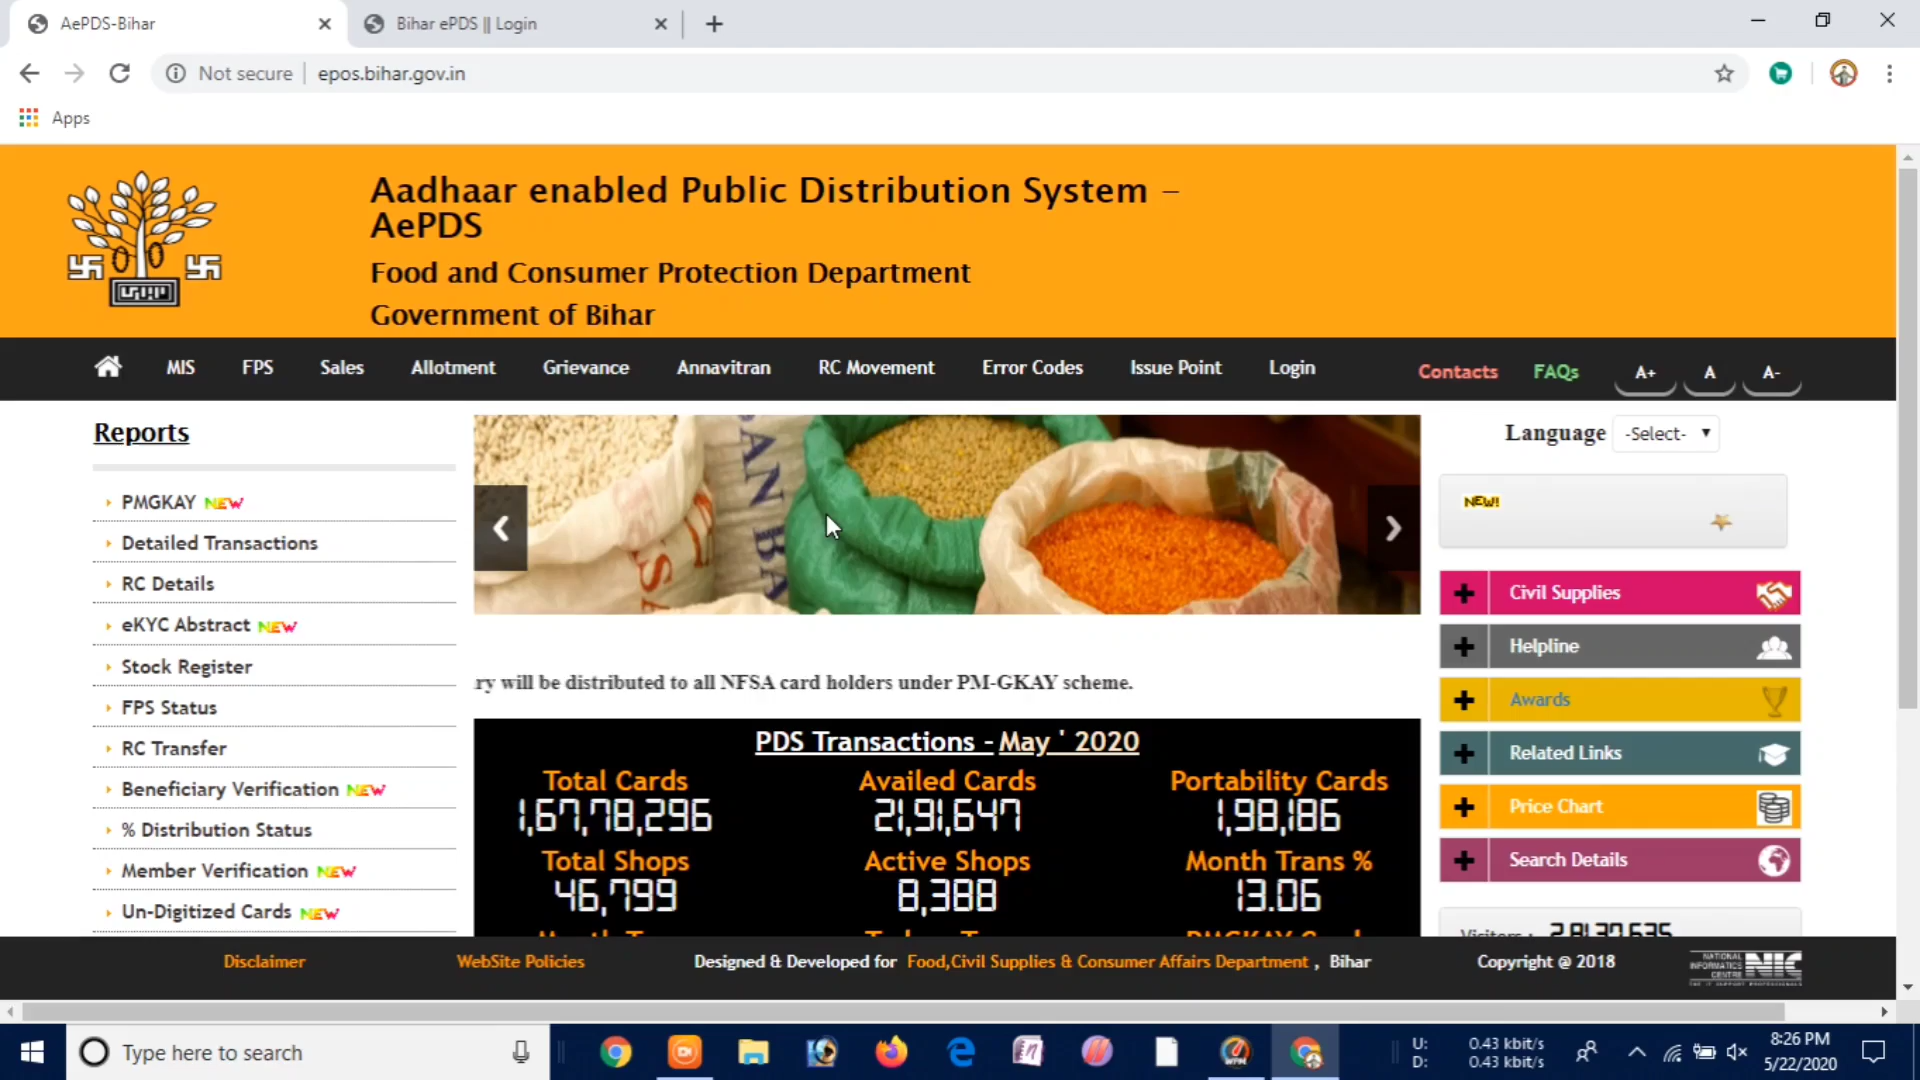 AePDS-Bihar
Bihar ePDS || Login
Not secure
epos.bihar.gov.in
Apps
Aadhaar enabled Public Distribution System –
AePDS
Food and Consumer Protection Department
Government of Bihar
MIS FPS Sales Allotment Grievance Annavitran RC Movement Error Codes Issue Point Login Contacts FAQs A+ A A-
Reports
PMGKAY NEW
Detailed Transactions
RC Details
eKYC Abstract NEW
Stock Register
FPS Status
RC Transfer
Beneficiary Verification NEW
% Distribution Status
Member Verification NEW
Un-Digitized Cards NEW
ry will be distributed to all NFSA card holders under PM-GKAY scheme.
PDS Transactions - May ' 2020
Total Cards Availed Cards Portability Cards
1,67,78,296 21,91,647 1,98,186
Total Shops Active Shops Month Trans %
46,799 8,388 13.06
Language -Select-
NEW!
Civil Supplies
Helpline
Awards
Related Links
Price Chart
Search Details
Disclaimer WebSite Policies Designed & Developed for Food,Civil Supplies & Consumer Affairs Department , Bihar Copyright @ 2018
NATIONAL
INFORMATICS
CENTRE
NIC
Type here to search
U: 0.43 kbit/s
D: 0.43 kbit/s
8:26 PM
5/22/2020